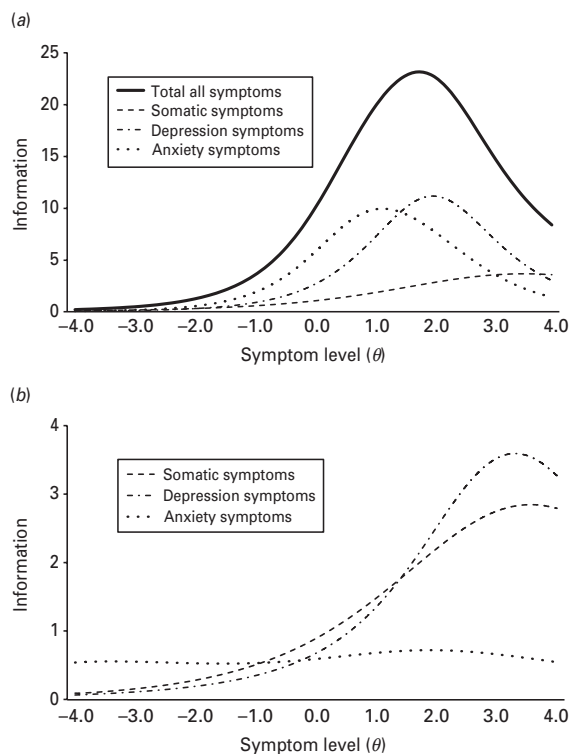 (a)
25
20
15
10
5
0
Information
Total all symptoms
Somatic symptoms
Depression symptoms
Anxiety symptoms
–4.0 –3.0 –2.0 –1.0 0.0 1.0 2.0 3.0 4.0
Symptom level (θ)
(b)
4
3
2
1
0
Information
Somatic symptoms
Depression symptoms
Anxiety symptoms
–4.0 –3.0 –2.0 –1.0 0.0 1.0 2.0 3.0 4.0
Symptom level (θ)